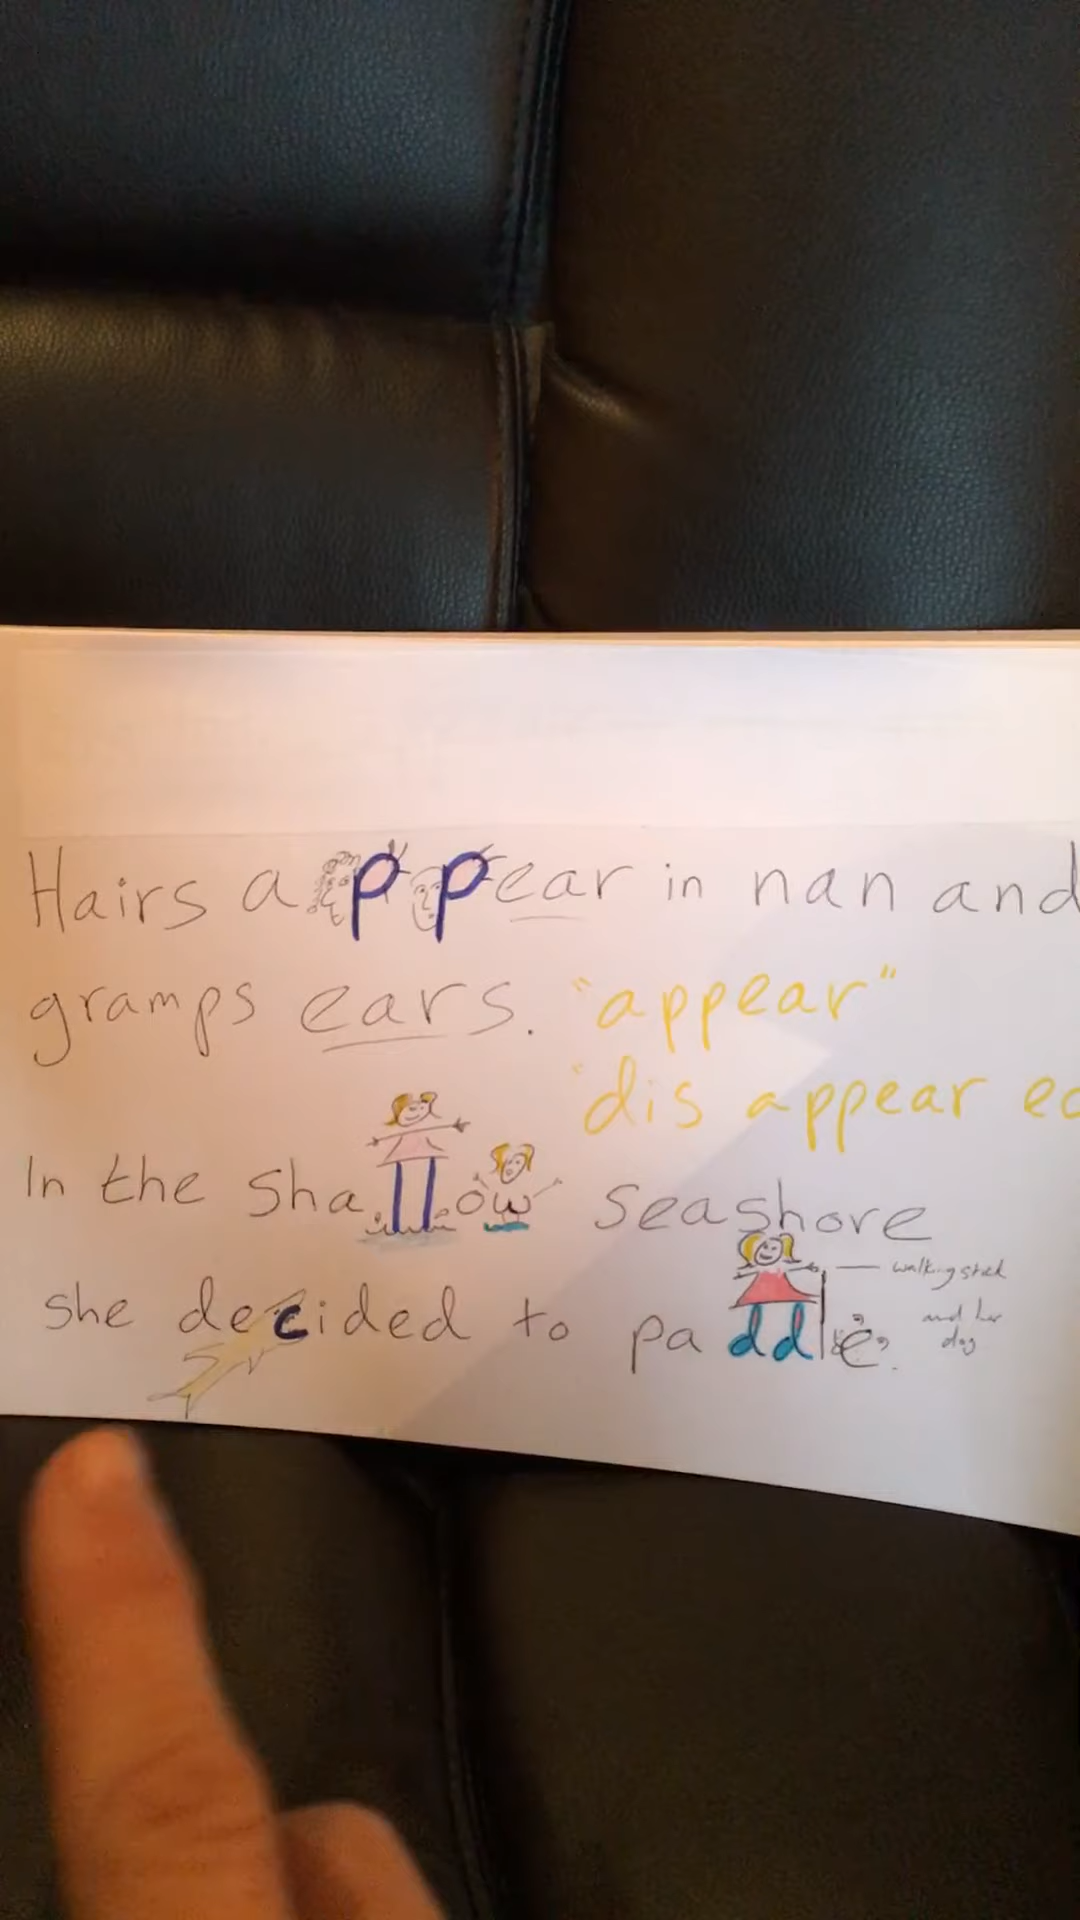 Hairs appear in nan and
gramps ears. "appear"
"dis appear
In the shallow seashore
she decided to paddle.
walking stick
and her
dog